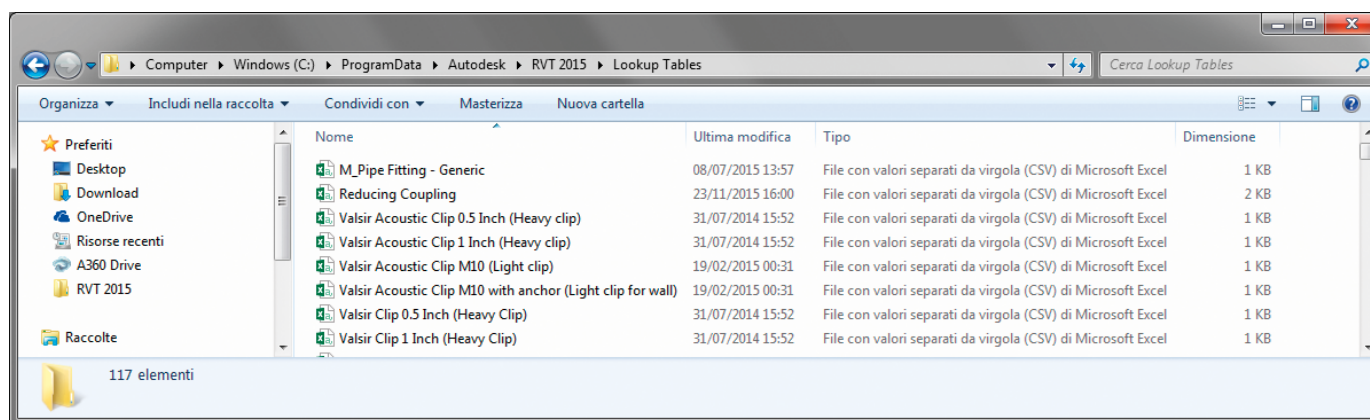 Computer Windows (C:) ProgramData Autodesk RVT 2015 Lookup Tables Cerca Lookup Tables
Organizza Includi nella raccolta Condividi con Masterizza Nuova cartella
Preferiti
Desktop
Download
OneDrive
Risorse recenti
A360 Drive
RVT 2015
Raccolte
Nome Ultima modifica Tipo Dimensione
M_Pipe Fitting - Generic 08/07/2015 13:57 File con valori separati da virgola (CSV) di Microsoft Excel 1 KB
Reducing Coupling 23/11/2015 16:00 File con valori separati da virgola (CSV) di Microsoft Excel 2 KB
Valsir Acoustic Clip 0.5 Inch (Heavy clip) 31/07/2014 15:52 File con valori separati da virgola (CSV) di Microsoft Excel 1 KB
Valsir Acoustic Clip 1 Inch (Heavy clip) 31/07/2014 15:52 File con valori separati da virgola (CSV) di Microsoft Excel 1 KB
Valsir Acoustic Clip M10 (Light clip) 19/02/2015 00:31 File con valori separati da virgola (CSV) di Microsoft Excel 1 KB
Valsir Acoustic Clip M10 with anchor (Light clip for wall) 19/02/2015 00:31 File con valori separati da virgola (CSV) di Microsoft Excel 1 KB
Valsir Clip 0.5 Inch (Heavy Clip) 31/07/2014 15:52 File con valori separati da virgola (CSV) di Microsoft Excel 1 KB
Valsir Clip 1 Inch (Heavy Clip) 31/07/2014 15:52 File con valori separati da virgola (CSV) di Microsoft Excel 1 KB
117 elementi